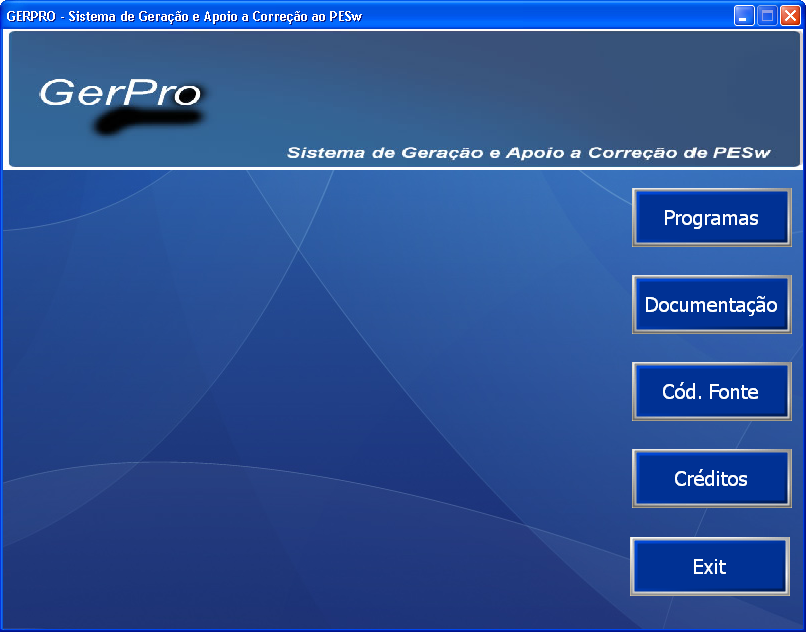 GERPRO - Sistema de Geração e Apoio a Correção ao PESw
GerPro
Sistema de Geração e Apoio a Correção de PESw
Programas
Documentação
Cód. Fonte
Créditos
Exit